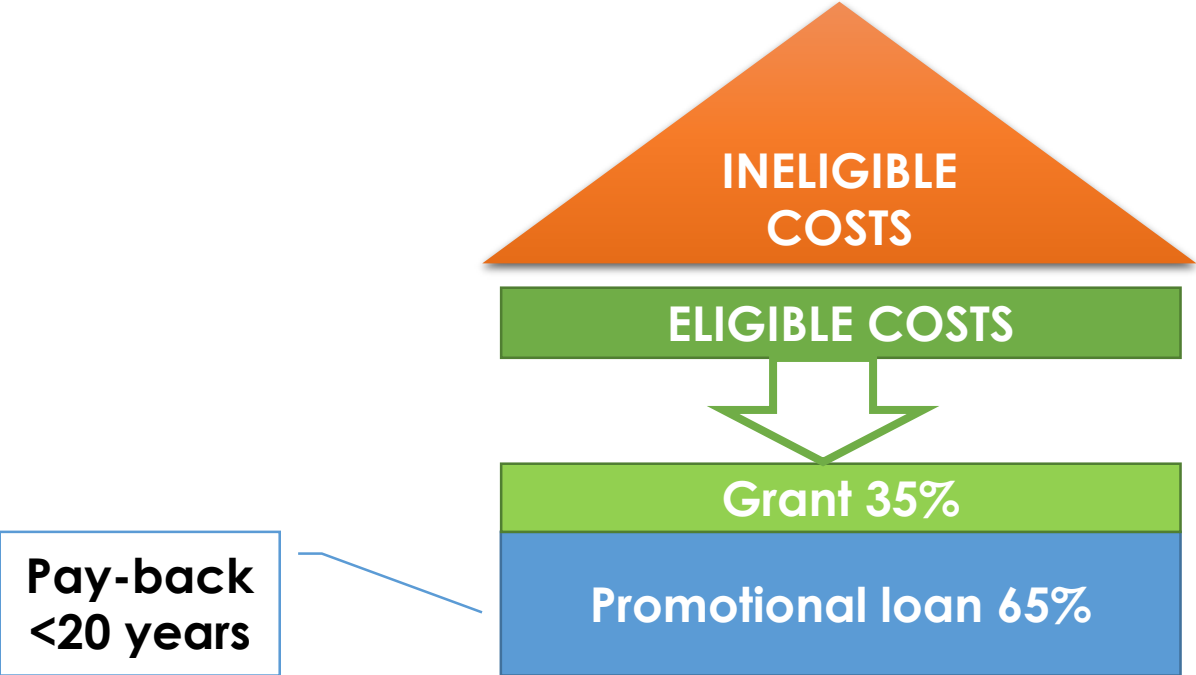 INELIGIBLE
COSTS
ELIGIBLE COSTS
Grant 35%
Pay-back
<20 years
Promotional loan 65%